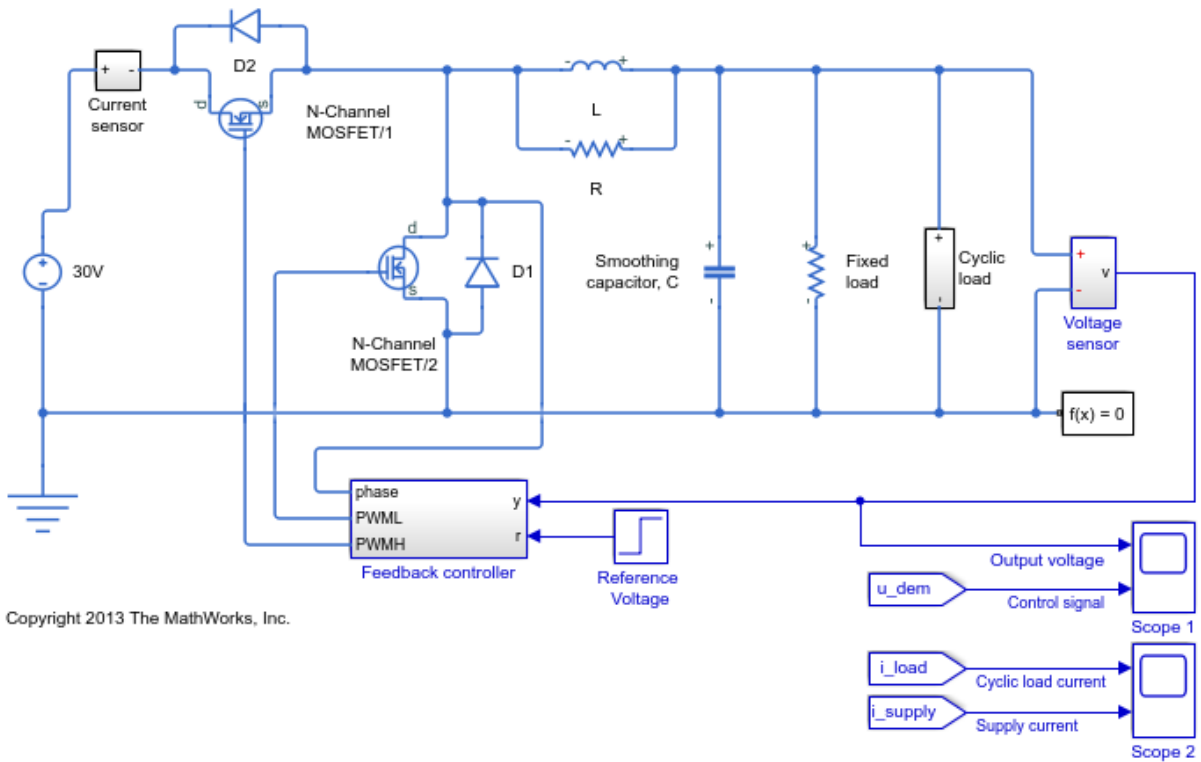 D2
+ -
Current
sensor
d
s
N-Channel
MOSFET/1
- +
L
- +
R
30V
+
-
d
s
D1
N-Channel
MOSFET/2
Smoothing
capacitor, C
+
-
Fixed
load
+
-
Cyclic
load
+
-
+
-
v
Voltage
sensor
f(x) = 0
phase
PWML
PWMH
y
r
Feedback controller
Reference
Voltage
Output voltage
u_dem
Control signal
Scope 1
i_load
Cyclic load current
i_supply
Supply current
Scope 2
Copyright 2013 The MathWorks, Inc.